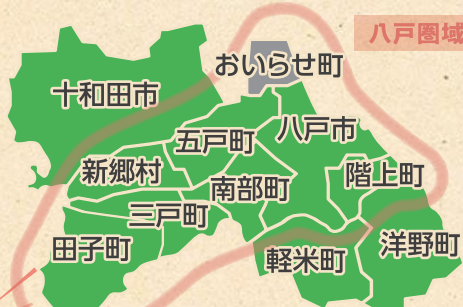 八戸圏域
おいらせ町
十和田市
五戸町
八戸市
新郷村
南部町
階上町
三戸町
田子町
軽米町
洋野町